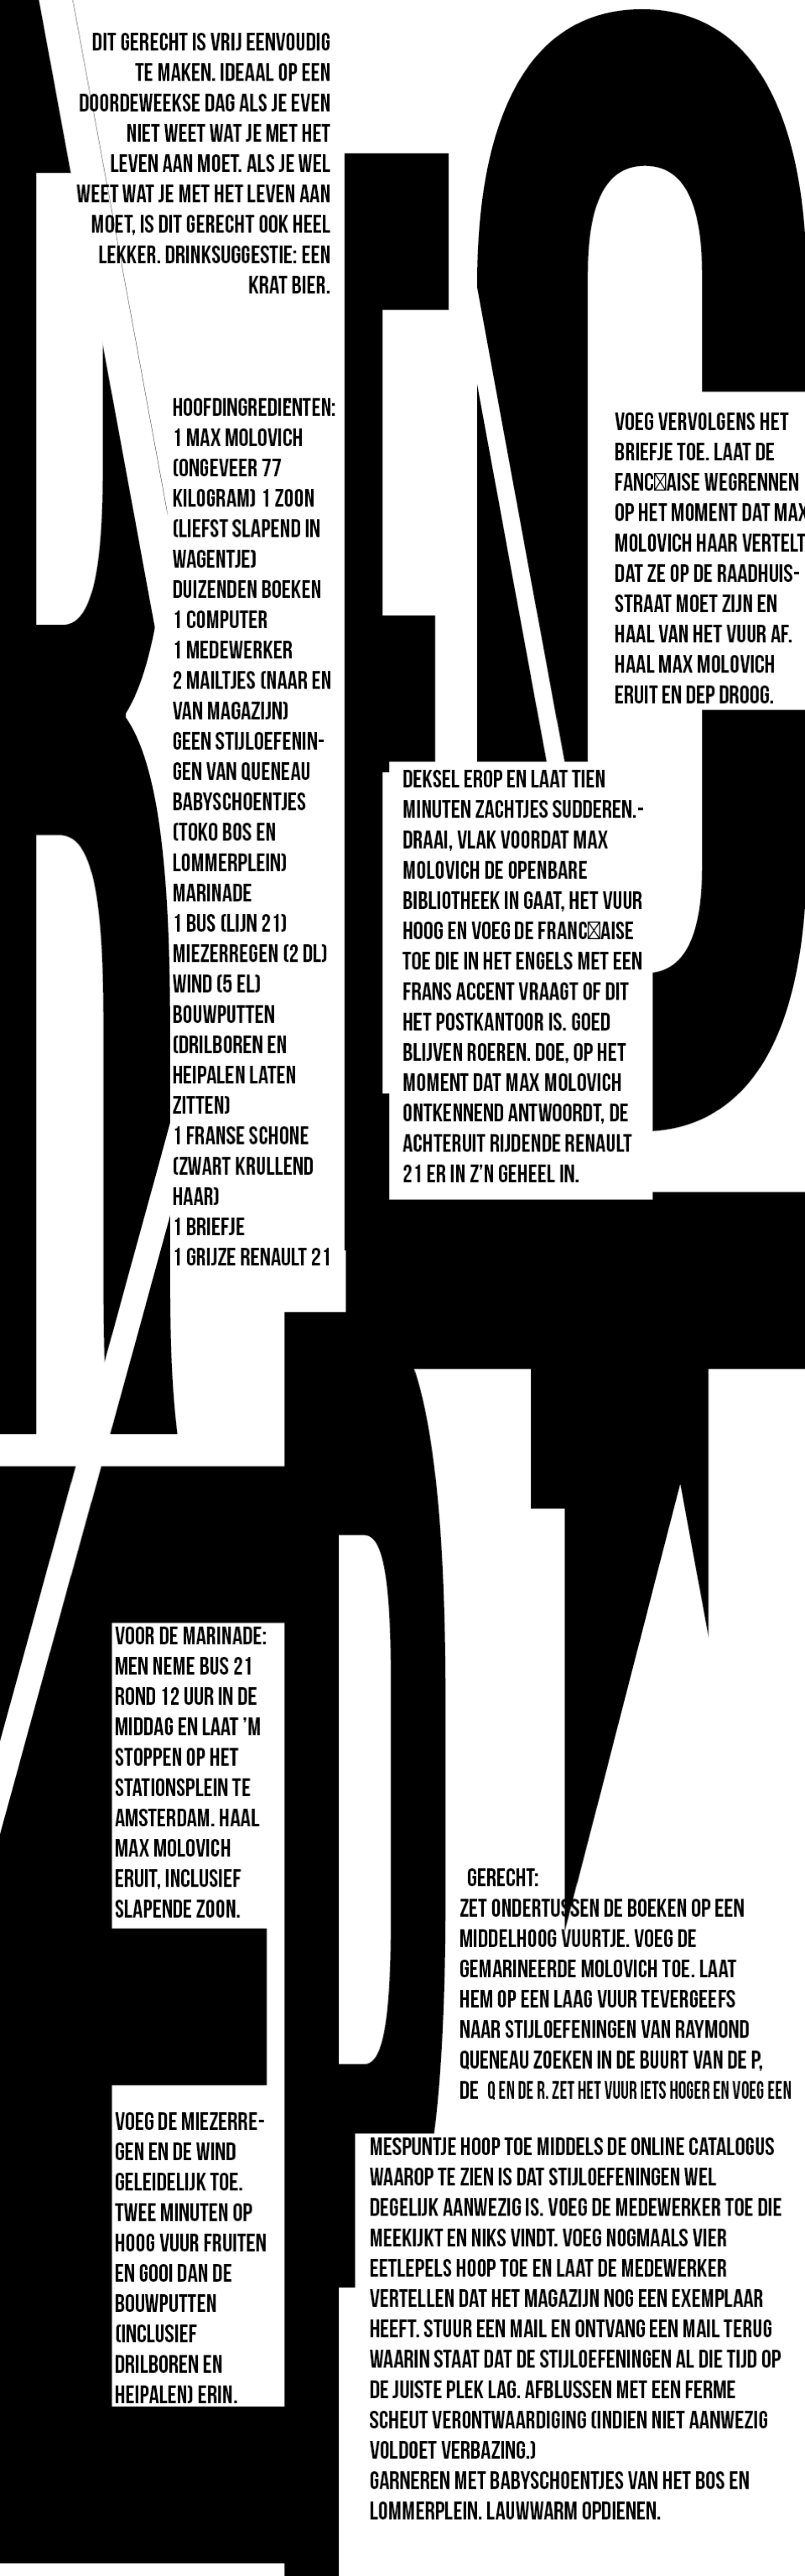 DIT GERECHT IS VRIJ EENVOUDIG
TE MAKEN. IDEAAL OP EEN
DOORDEWEEKSE DAG ALS JE EVEN
NIET WEET WAT JE MET HET
LEVEN AAN MOET. ALS JE WEL
WEET WAT JE MET HET LEVEN AAN
MOET, IS DIT GERECHT OOK HEEL
LEKKER. DRINKSUGGESTIE: EEN
KRAT BIER.
HOOFDINGREDIËNTEN:
1 MAX MOLOVICH
(ONGEVEER 77
KILOGRAM) 1 ZOON
(LIEFST SLAPEND IN
WAGENTJE)
DUIZENDEN BOEKEN
1 COMPUTER
1 MEDEWERKER
2 MAILTJES (NAAR EN
VAN MAGAZIJN)
GEEN STIJLOEFENIN-
GEN VAN QUENEAU
BABYSCHOENTJES
(TOKO BOS EN
LOMMERPLEIN)
MARINADE
1 BUS (LIJN 21)
MIEZERREGEN (2 DL)
WIND (5 EL)
BOUWPUTTEN
(DRILBOREN EN
HEIPALEN LATEN
ZITTEN)
1 FRANSE SCHONE
(ZWART KRULLEND
HAAR)
1 BRIEFJE
1 GRIJZE RENAULT 21
VOOR DE MARINADE:
MEN NEME BUS 21
ROND 12 UUR IN DE
MIDDAG EN LAAT ’M
STOPPEN OP HET
STATIONSPLEIN TE
AMSTERDAM. HAAL
MAX MOLOVICH
ERUIT, INCLUSIEF
SLAPENDE ZOON.
VOEG DE MIEZERRE-
GEN EN DE WIND
GELEIDELIJK TOE.
TWEE MINUTEN OP
HOOG VUUR FRUITEN
EN GOOI DAN DE
BOUWPUTTEN
(INCLUSIEF
DRILBOREN EN
HEIPALEN) ERIN.
GERECHT:
ZET ONDERTUSSEN DE BOEKEN OP EEN
MIDDELHOOG VUURTJE. VOEG DE
GEMARINEERDE MOLOVICH TOE. LAAT
HEM OP EEN LAAG VUUR TEVERGEEFS
NAAR STIJLOEFENINGEN VAN RAYMOND
QUENEAU ZOEKEN IN DE BUURT VAN DE P,
DE Q EN DE R. ZET HET VUUR IETS HOGER EN VOEG EEN
MESPUNTJE HOOP TOE MIDDELS DE ONLINE CATALOGUS
WAAROP TE ZIEN IS DAT STIJLOEFENINGEN WEL
DEGELIJK AANWEZIG IS. VOEG DE MEDEWERKER TOE DIE
MEEKIJKT EN NIKS VINDT. VOEG NOGMAALS VIER
EETLEPELS HOOP TOE EN LAAT DE MEDEWERKER
VERTELLEN DAT HET MAGAZIJN NOG EEN EXEMPLAAR
HEEFT. STUUR EEN MAIL EN ONTVANG EEN MAIL TERUG
WAARIN STAAT DAT DE STIJLOEFENINGEN AL DIE TIJD OP
DE JUISTE PLEK LAG. AFBLUSSEN MET EEN FERME
SCHEUT VERONTWAARDIGING (INDIEN NIET AANWEZIG
VOLDOET VERBAZING.)
GARNEREN MET BABYSCHOENTJES VAN HET BOS EN
LOMMERPLEIN. LAUWWARM OPDIENEN.
DEKSEL EROP EN LAAT TIEN
MINUTEN ZACHTJES SUDDEREN.-
DRAAI, VLAK VOORDAT MAX
MOLOVICH DE OPENBARE
BIBLIOTHEEK IN GAAT, HET VUUR
HOOG EN VOEG DE FRANC☒AISE
TOE DIE IN HET ENGELS MET EEN
FRANS ACCENT VRAAGT OF DIT
HET POSTKANTOOR IS. GOED
BLIJVEN ROEREN. DOE, OP HET
MOMENT DAT MAX MOLOVICH
ONTKENNEND ANTWOORDT, DE
ACHTERUIT RIJDENDE RENAULT
21 ER IN Z’N GEHEEL IN.
VOEG VERVOLGENS HET
BRIEFJE TOE. LAAT DE
FANC☒AISE WEGRENNEN
OP HET MOMENT DAT MAX
MOLOVICH HAAR VERTELT
DAT ZE OP DE RAADHUIS-
STRAAT MOET ZIJN EN
HAAL VAN HET VUUR AF.
HAAL MAX MOLOVICH
ERUIT EN DEP DROOG.